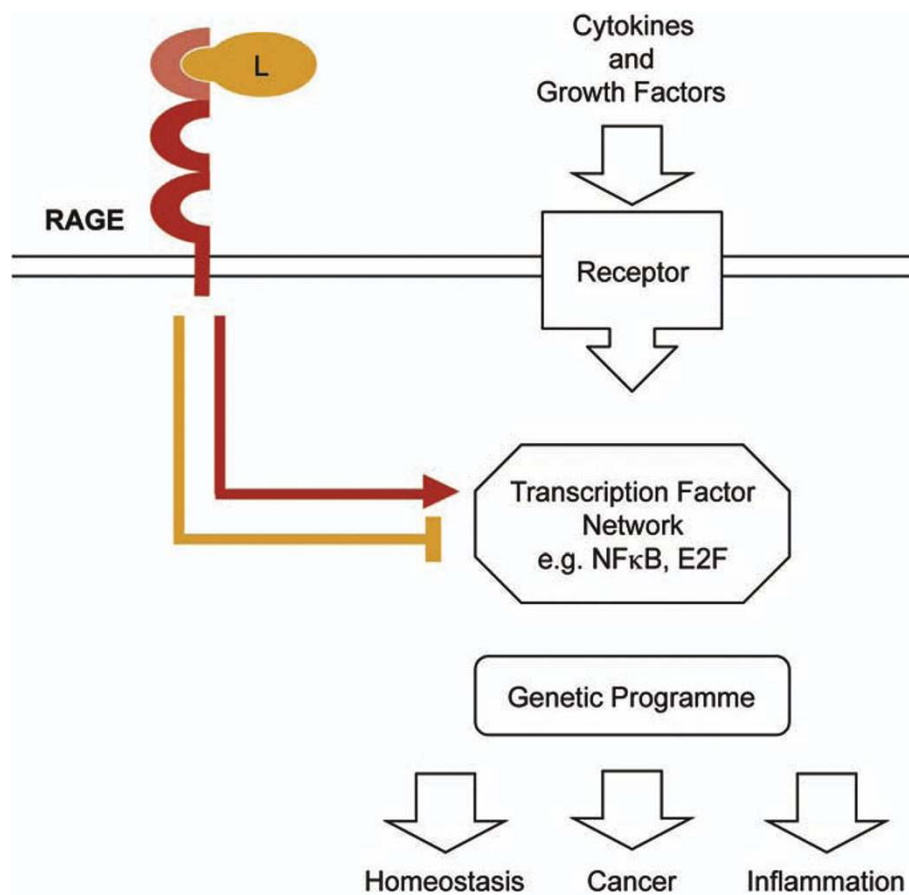 L
Cytokines
and
Growth Factors
RAGE
Receptor
Transcription Factor
Network
e.g. NFκB, E2F
Genetic Programme
Homeostasis
Cancer
Inflammation